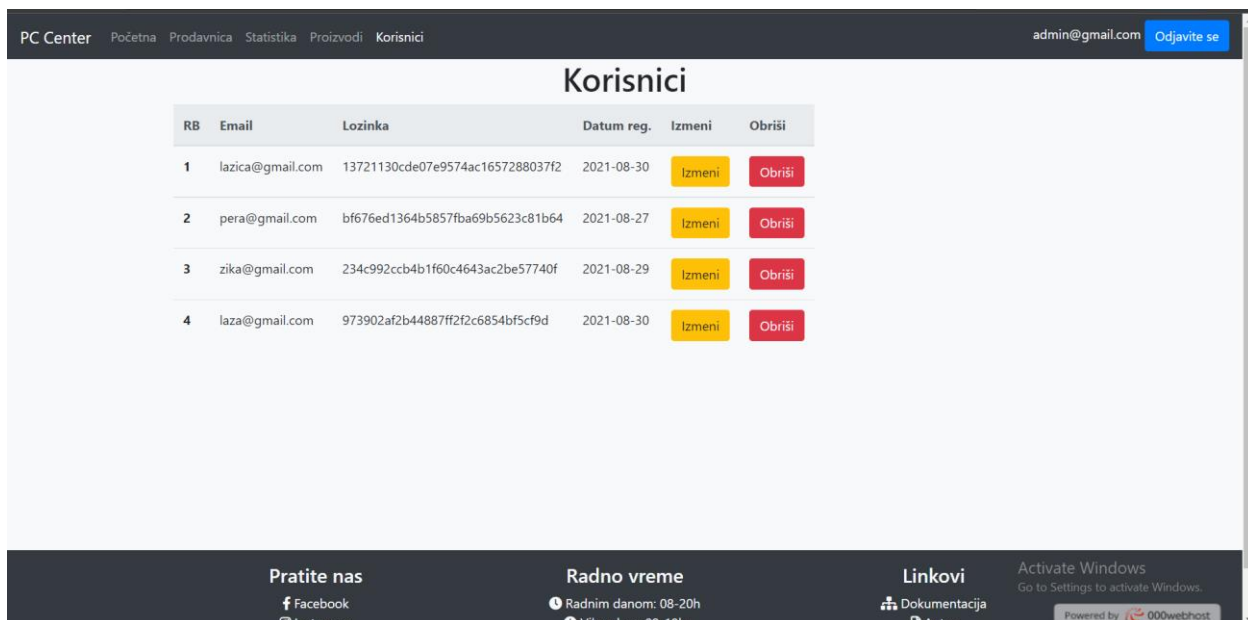 PC Center Početna Prodavnica Statistika Proizvodi Korisnici admin@gmail.com Odjavite se
Korisnici
RB Email Lozinka Datum reg. Izmeni Obriši
1 lazica@gmail.com 13721130cde07e9574ac1657288037f2 2021-08-30 Izmeni Obriši
2 pera@gmail.com bf676ed1364b5857fba69b5623c81b64 2021-08-27 Izmeni Obriši
3 zika@gmail.com 234c992ccb4b1f60c4643ac2be57740f 2021-08-29 Izmeni Obriši
4 laza@gmail.com 973902af2b44887ff2f2c6854bf5cf9d 2021-08-30 Izmeni Obriši
Pratite nas Radno vreme Linkovi
Facebook Radnim danom: 08-20h Dokumentacija
Activate Windows
Go to Settings to activate Windows.
Powered by 000webhost